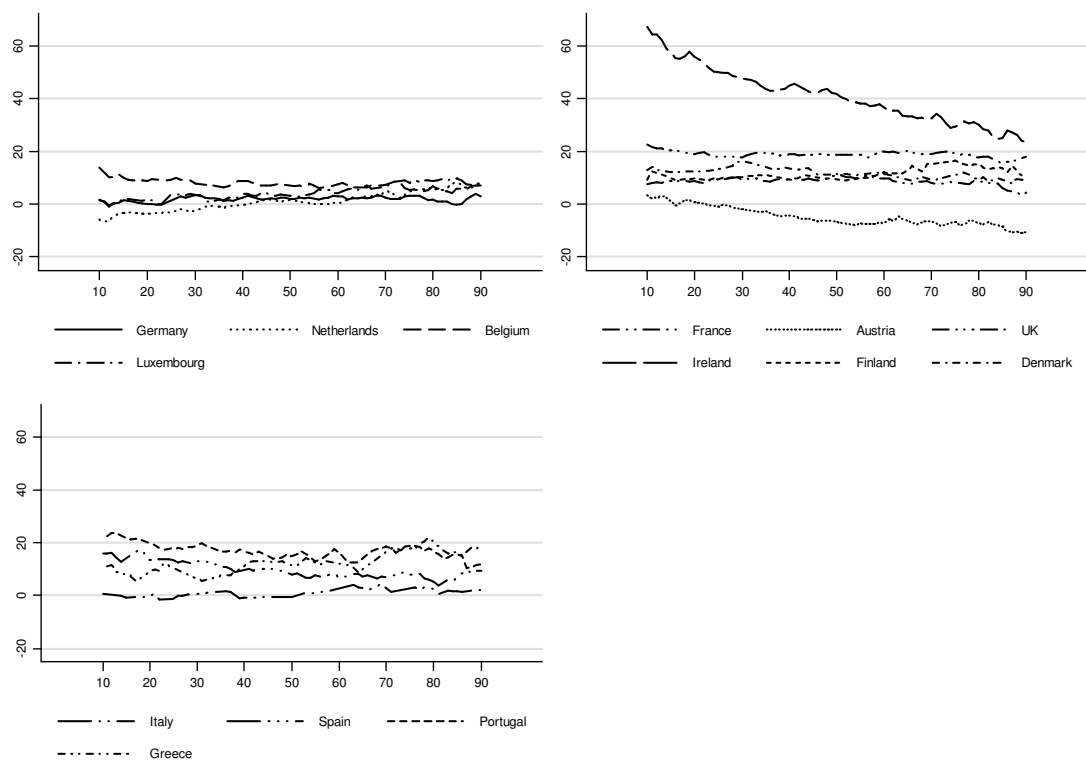 60
40
20
0
-20
10 20 30 40 50 60 70 80 90
Germany Netherlands Belgium
Luxembourg
60
40
20
0
-20
10 20 30 40 50 60 70 80 90
France Austria UK
Ireland Finland Denmark
60
40
20
0
-20
10 20 30 40 50 60 70 80 90
Italy Spain Portugal
Greece